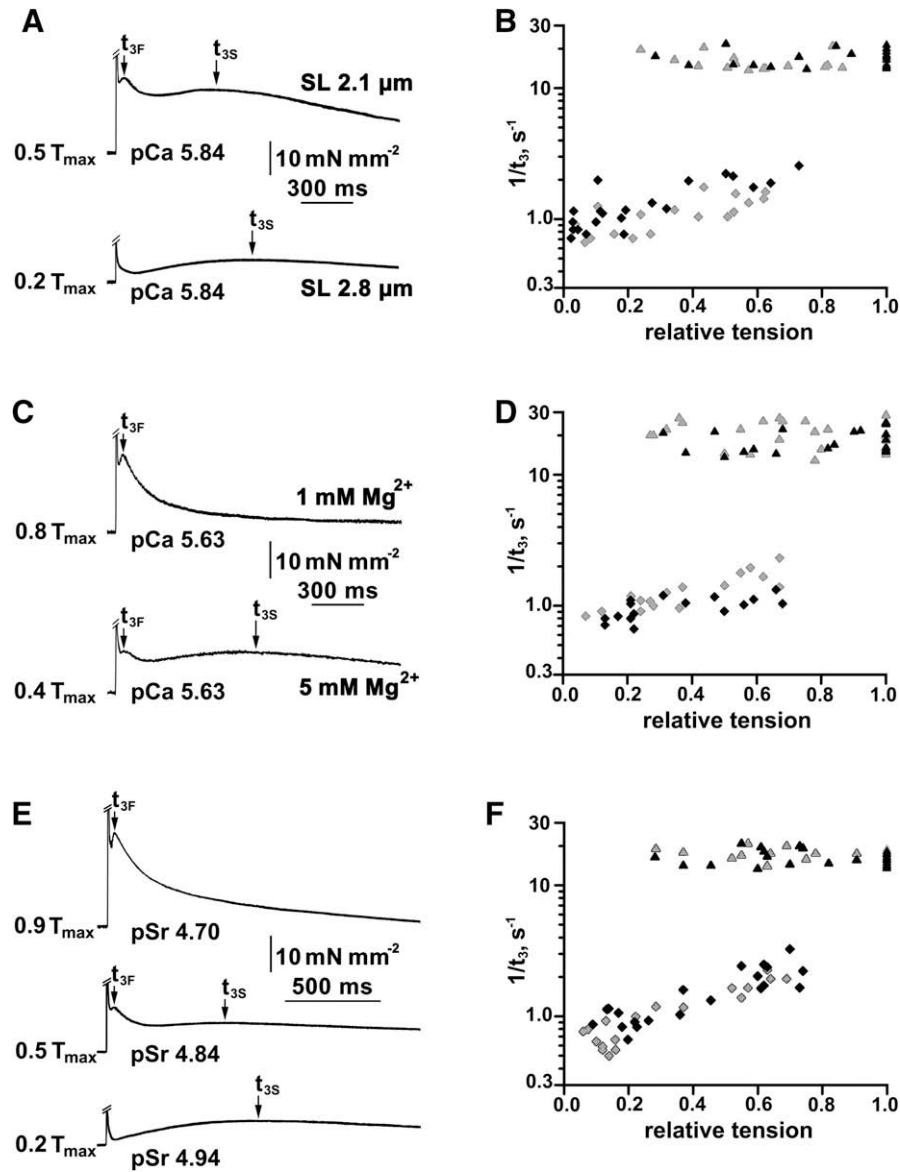 A
t3F
t3S
SL 2.1 µm
0.5 Tmax
pCa 5.84
10 mN mm-2
300 ms
t3S
0.2 Tmax
pCa 5.84
SL 2.8 µm
B
30
10
1.0
0.3
1/t3, s-1
0.0 0.2 0.4 0.6 0.8 1.0
relative tension
C
t3F
1 mM Mg2+
0.8 Tmax
pCa 5.63
10 mN mm-2
300 ms
t3F
t3S
0.4 Tmax
pCa 5.63
5 mM Mg2+
D
30
10
1.0
0.3
1/t3, s-1
0.0 0.2 0.4 0.6 0.8 1.0
relative tension
E
t3F
0.9 Tmax
pSr 4.70
10 mN mm-2
500 ms
t3F
t3S
0.5 Tmax
pSr 4.84
t3S
0.2 Tmax
pSr 4.94
F
30
10
1.0
0.3
1/t3, s-1
0.0 0.2 0.4 0.6 0.8 1.0
relative tension